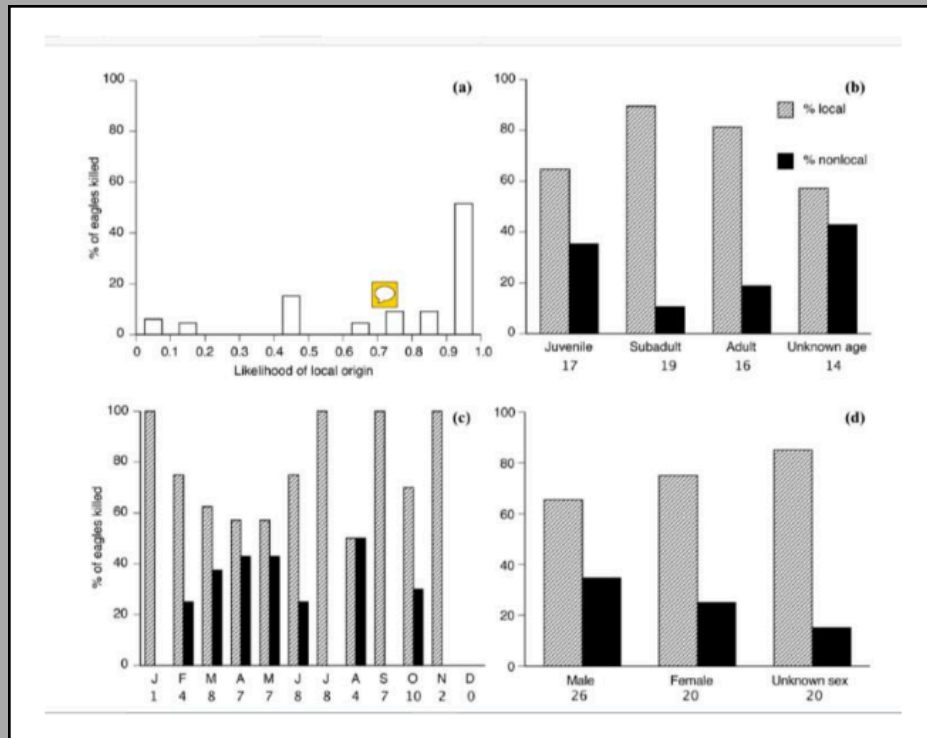 (a)
% of eagles killed
100
80
60
40
20
0
0 0.1 0.2 0.3 0.4 0.5 0.6 0.7 0.8 0.9 1.0
Likelihood of local origin
(b)
100
80
60
40
20
0
% local
% nonlocal
Juvenile Subadult Adult Unknown age
17 19 16 14
(c)
% of eagles killed
100
80
60
40
20
0
J F M A M J J A S O N D
1 4 8 7 7 8 8 4 7 10 2 0
(d)
100
80
60
40
20
0
Male Female Unknown sex
26 20 20